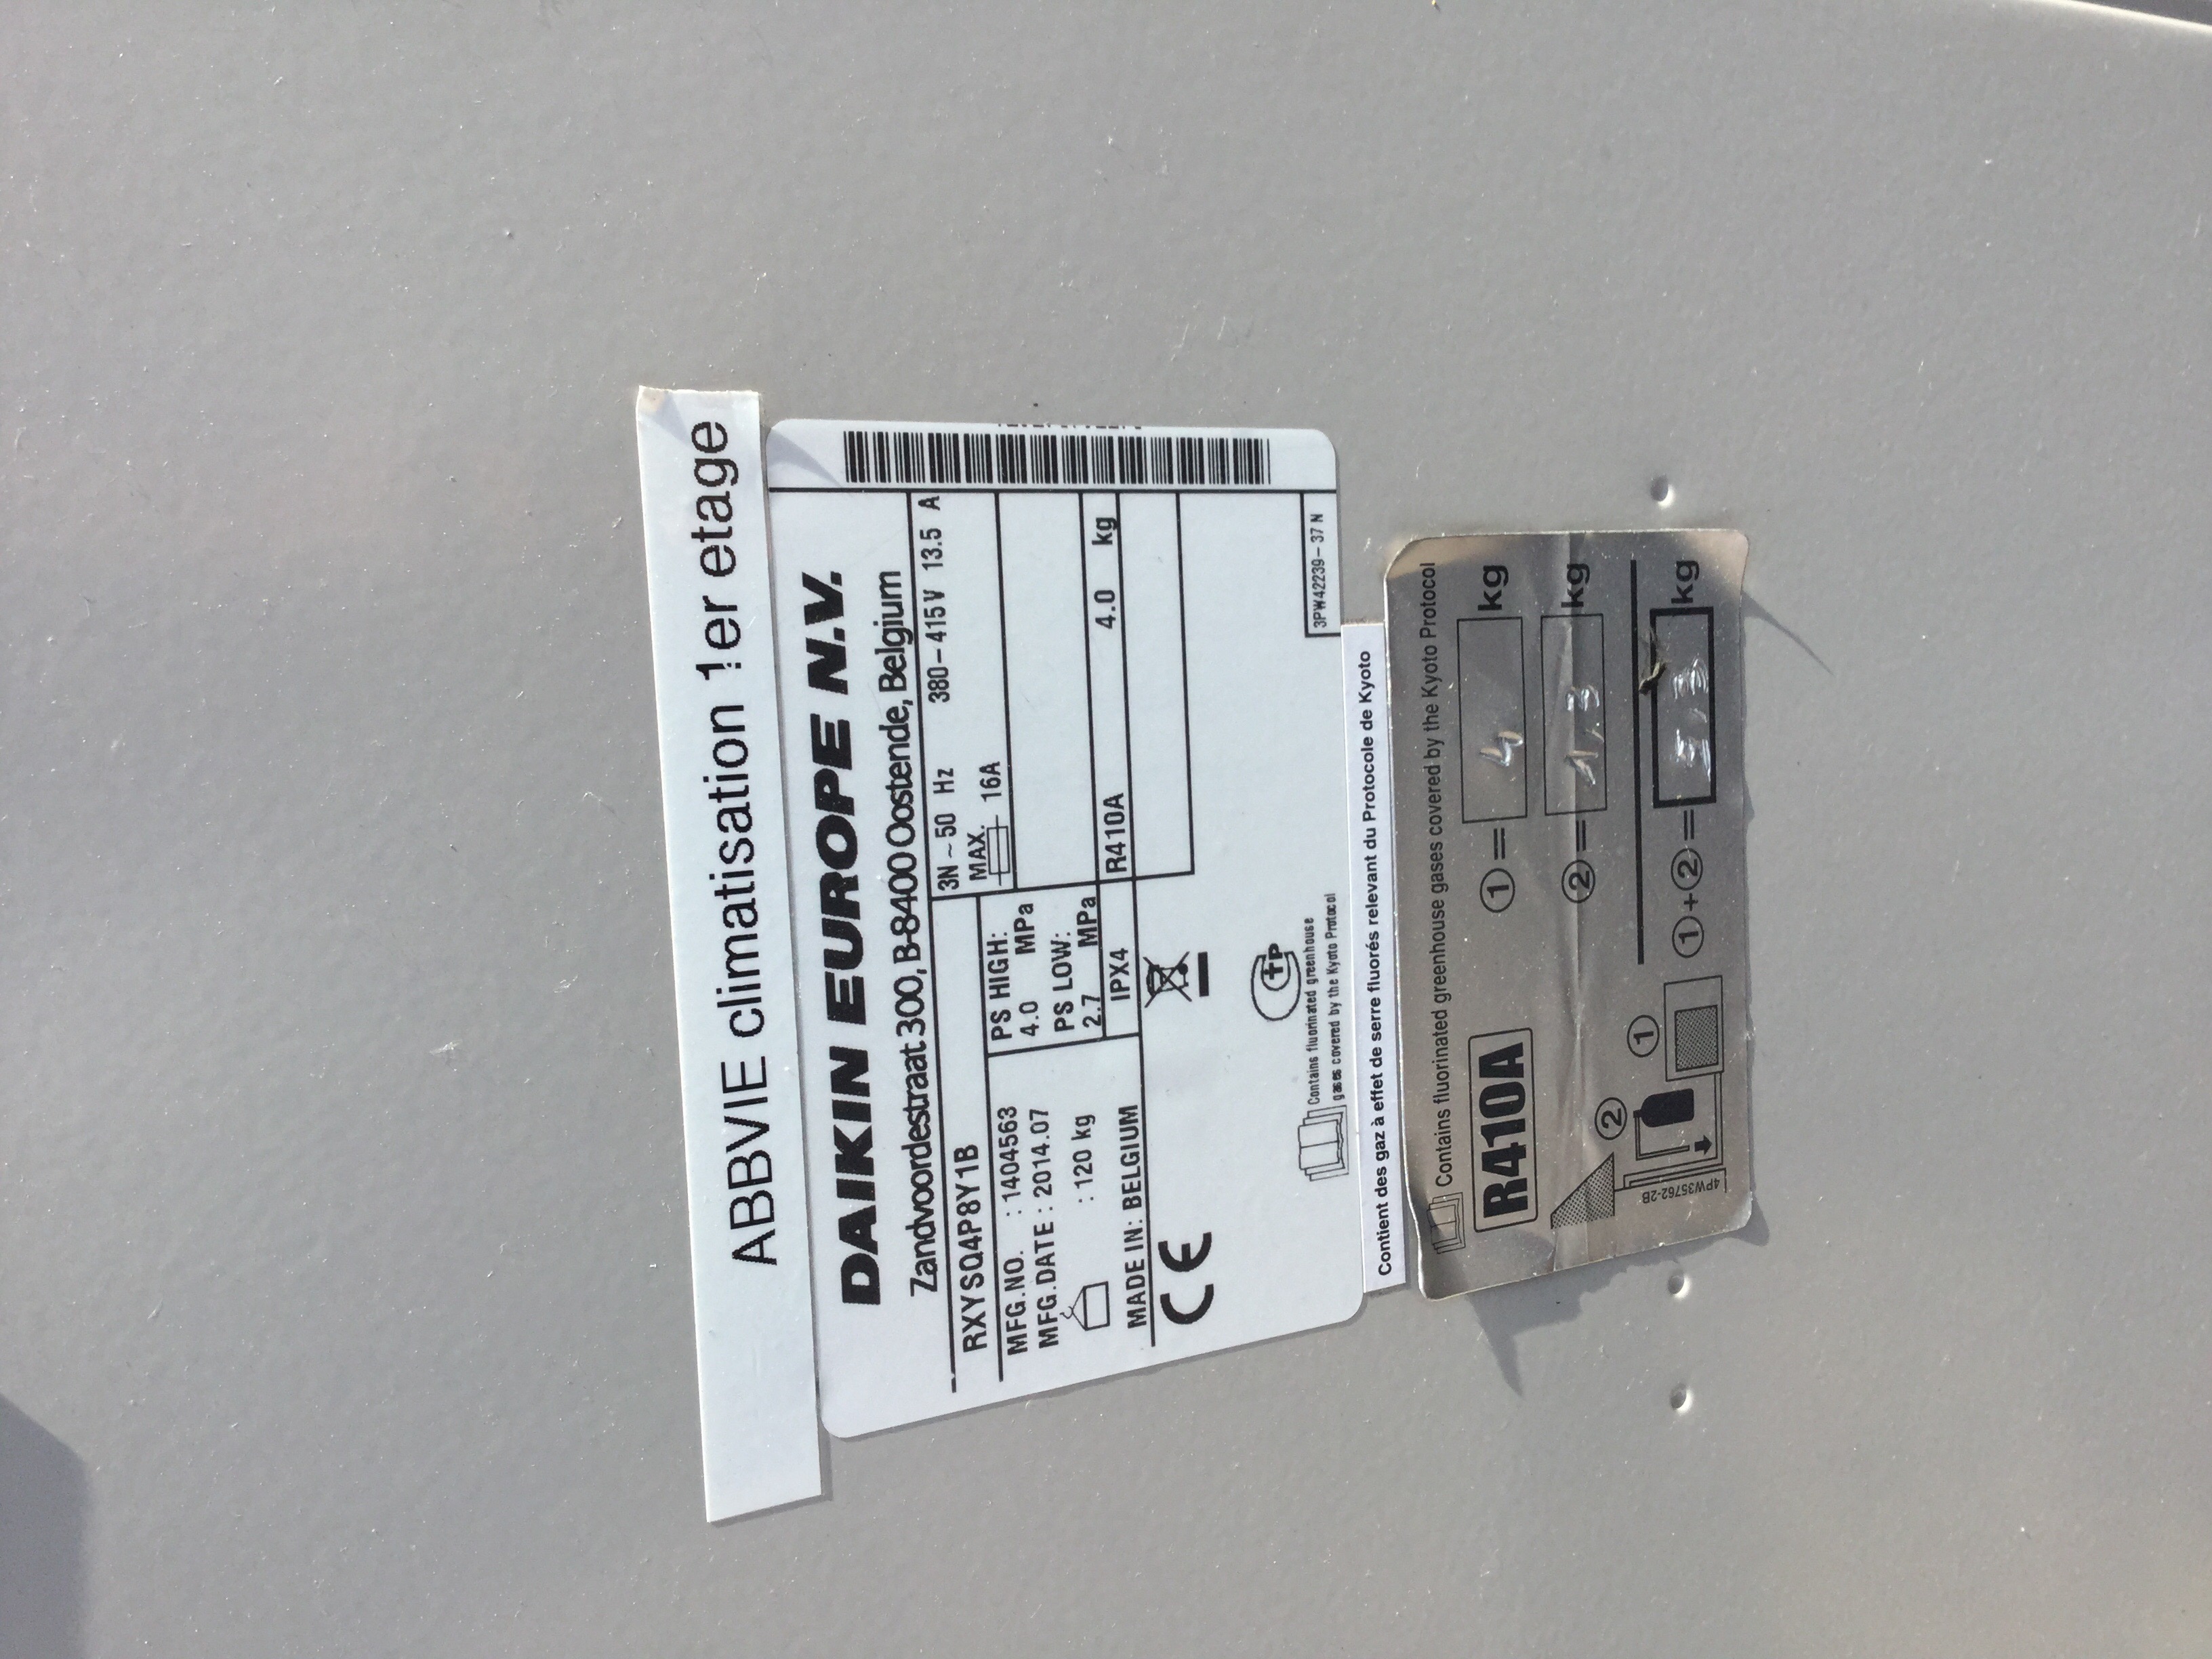 ABBVIE climatisation 1er etage
DAIKIN EUROPE N.V.
Zandvoordestraat 300, B-8400 Oostende, Belgium
RXYSQ4P8Y1B
3N ~ 50 Hz 380-415V 13.5 A
MAX. 16A
MFG.NO. : 1404563
MFG.DATE : 2014.07
: 120 kg
MADE IN: BELGIUM
PS HIGH:
4.0 MPa
PS LOW:
2.7 MPa
IPX4
R410A 4.0 kg
CE
Contains fluorinated greenhouse
gases covered by the Kyoto Protocol
3PW42239-37 N
Contient des gaz à effet de serre fluorés relevant du Protocole de Kyoto
Contains fluorinated greenhouse gases covered by the Kyoto Protocol
R410A
① = 4 kg
② = 1,3 kg
①+② = 5,3 kg
②
①
4PW35762-2B